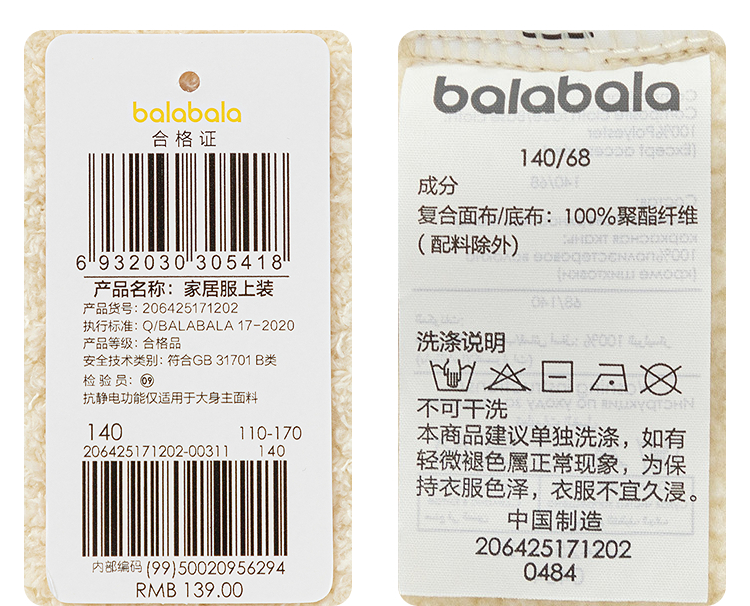 balabala
合格证
6 932030 305418
产品名称：家居服上装
产品货号：206425171202
执行标准：Q/BALABALA 17-2020
产品等级：合格品
安全技术类别：符合GB 31701 B类
检验员：09
抗静电功能仅适用于大身主面料
140 110-170
206425171202-00311 140
内部编码 (99)50020956294
RMB 139.00
balabala
140/68
成分
复合面布/底布：100%聚酯纤维
(配料除外)
洗涤说明
不可干洗
本商品建议单独洗涤，如有
轻微褪色属正常现象，为保
持衣服色泽，衣服不宜久浸。
中国制造
206425171202
0484